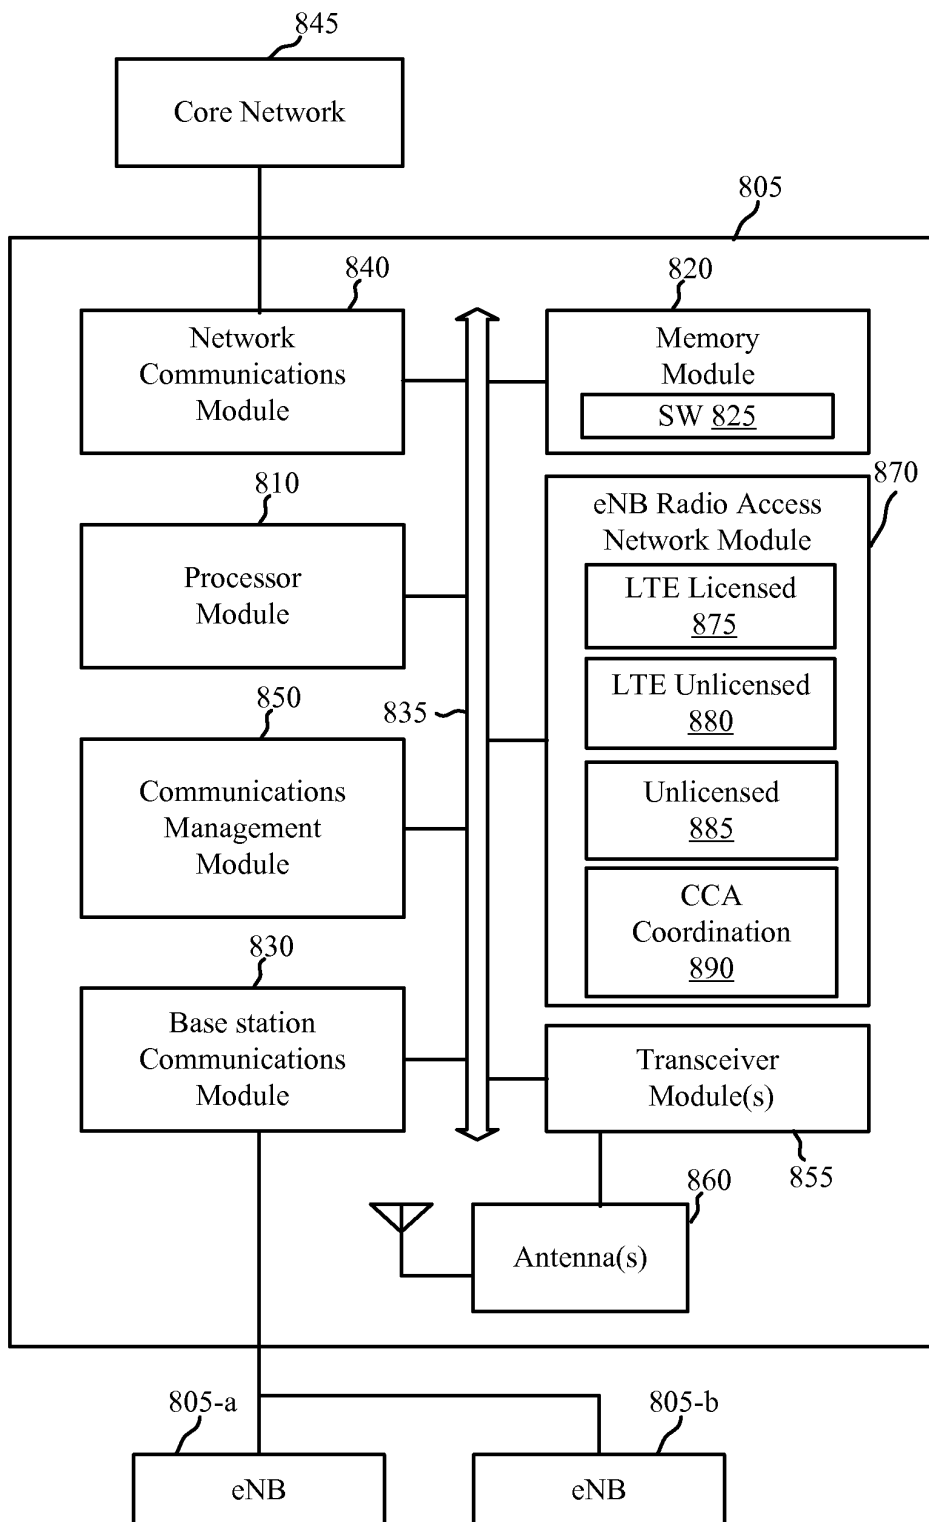 845
Core Network
805
840
820
Network
Communications
Module
Memory
Module
SW 825
810
870
eNB Radio Access
Network Module
Processor
Module
LTE Licensed
875
850
835
LTE Unlicensed
880
Communications
Management
Module
Unlicensed
885
CCA
Coordination
890
830
Base station
Communications
Module
Transceiver
Module(s)
855
860
Antenna(s)
805-a
805-b
eNB
eNB